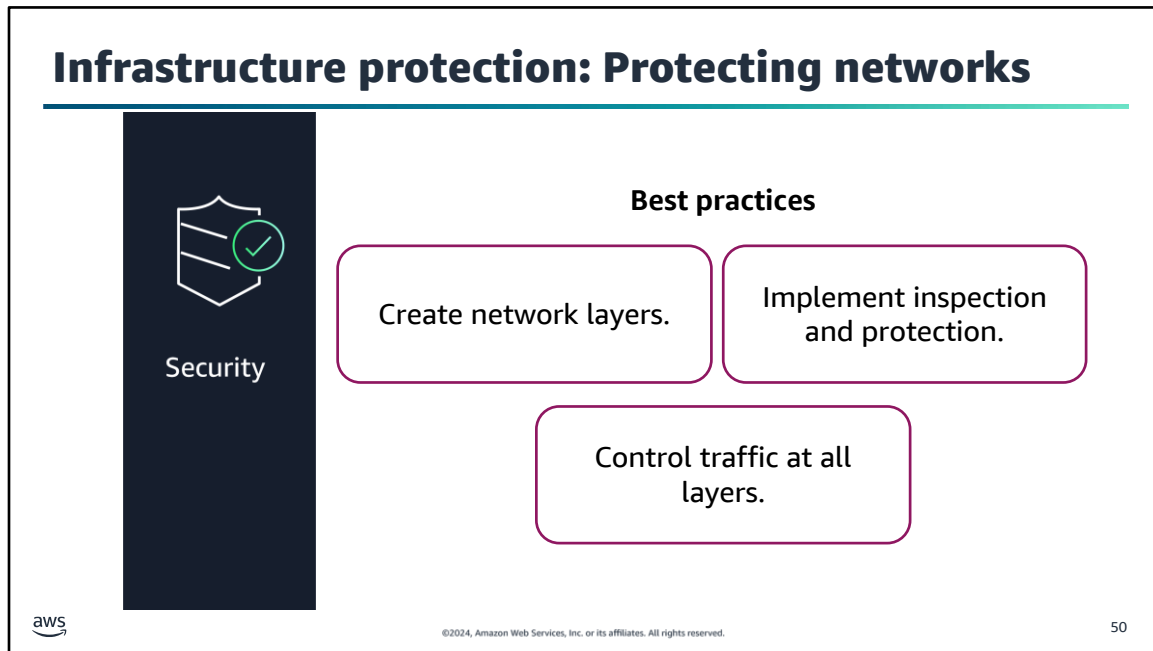 Infrastructure protection: Protecting networks
Security
Best practices
Create network layers.
Implement inspection
and protection.
Control traffic at all
layers.
aws
©2024, Amazon Web Services, Inc. or its affiliates. All rights reserved.
50